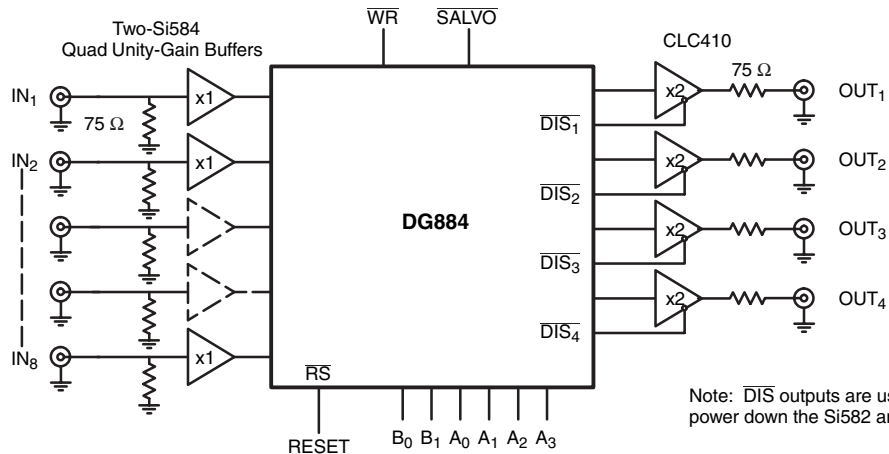 Two-Si584
Quad Unity-Gain Buffers
WR
SALVO
CLC410
IN1
75 Ω
x1
IN2
x1
IN8
x1
DG884
DIS1
DIS2
DIS3
DIS4
x2
x2
x2
x2
75 Ω
OUT1
OUT2
OUT3
OUT4
RS
RESET
B0 B1 A0 A1 A2 A3
Note: DIS outputs are
power down the Si582